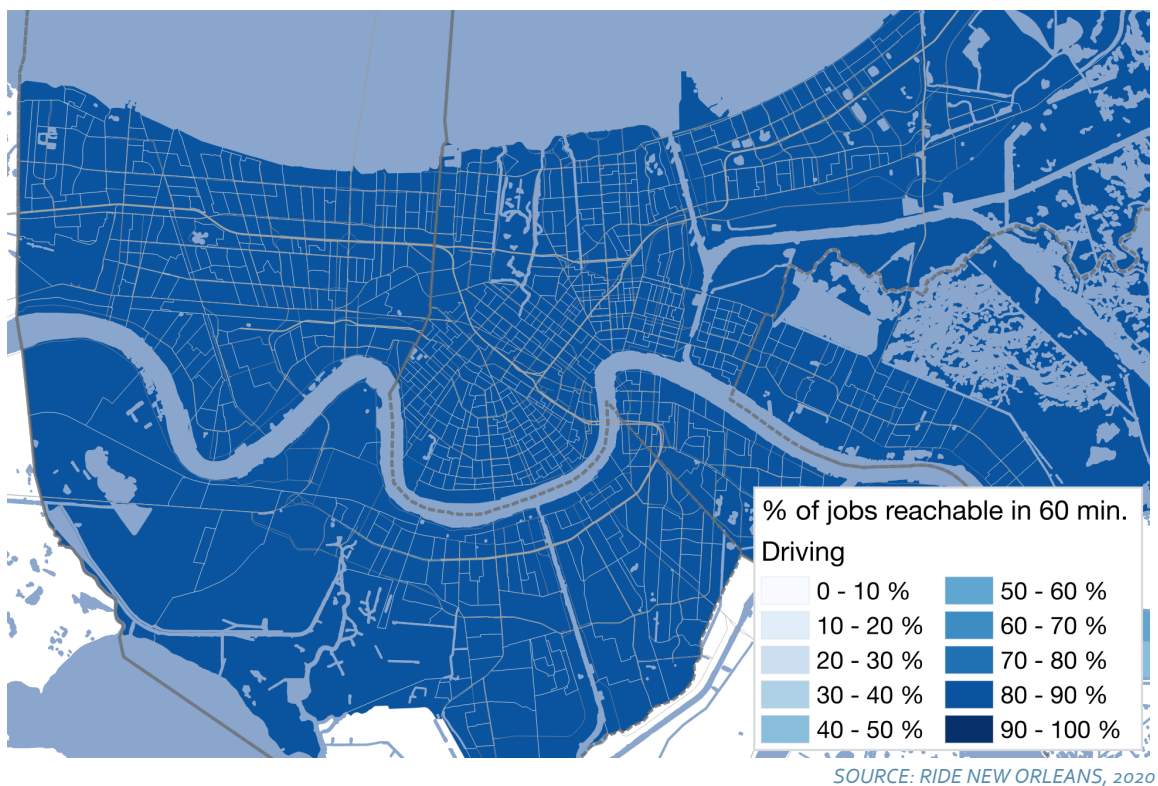 % of jobs reachable in 60 min.
Driving
0 - 10 %
50 - 60 %
10 - 20 %
60 - 70 %
20 - 30 %
70 - 80 %
30 - 40 %
80 - 90 %
40 - 50 %
90 - 100 %
SOURCE: RIDE NEW ORLEANS, 2020